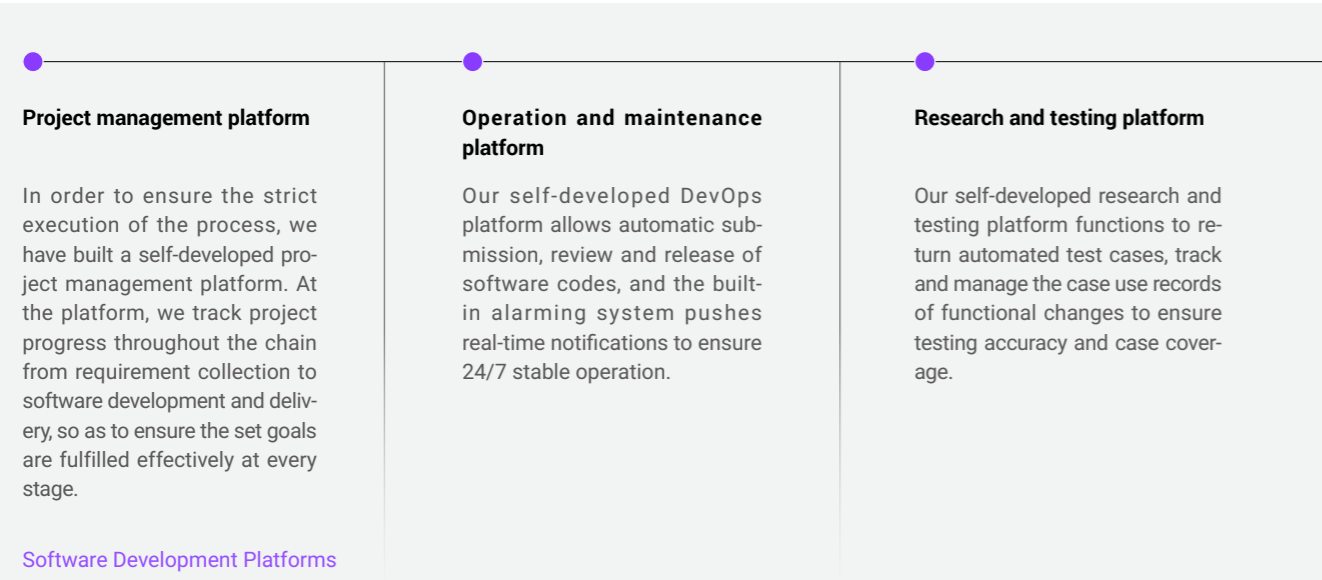 Project management platform
In order to ensure the strict
execution of the process, we
have built a self-developed pro-
ject management platform. At
the platform, we track project
progress throughout the chain
from requirement collection to
software development and deliv-
ery, so as to ensure the set goals
are fulfilled effectively at every
stage.
Operation and maintenance
platform
Our self-developed DevOps
platform allows automatic sub-
mission, review and release of
software codes, and the built-
in alarming system pushes
real-time notifications to ensure
24/7 stable operation.
Research and testing platform
Our self-developed research and
testing platform functions to re-
turn automated test cases, track
and manage the case use records
of functional changes to ensure
testing accuracy and case cover-
age.
Software Development Platforms